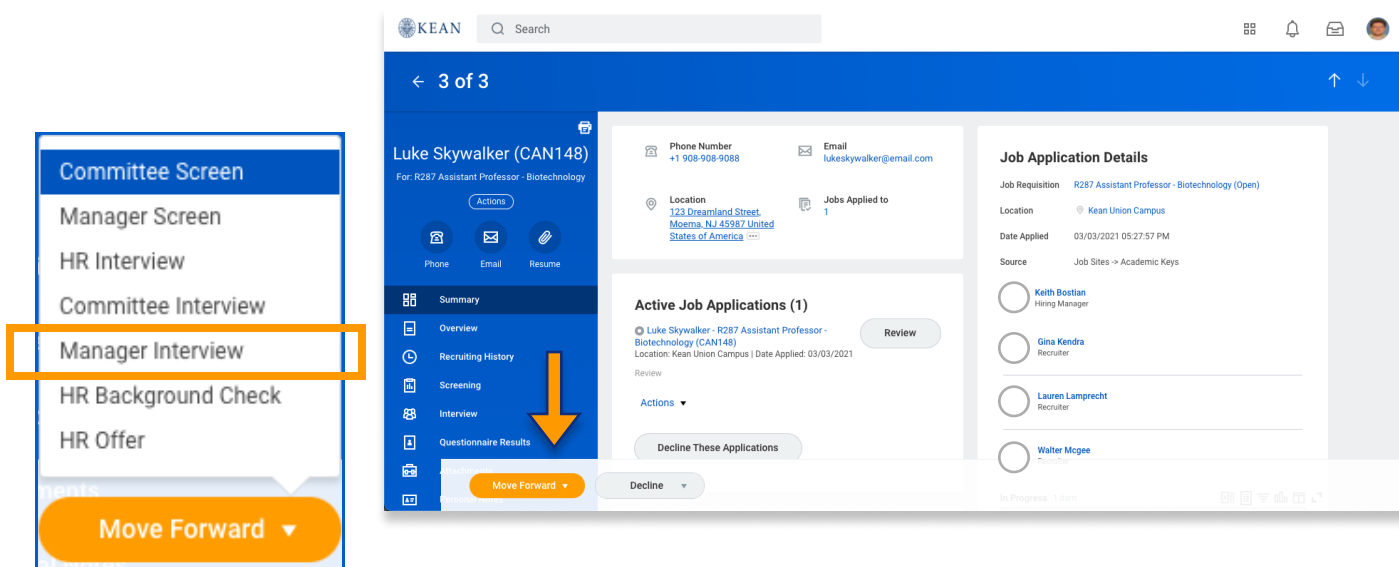 Committee Screen
Manager Screen
HR Interview
Committee Interview
Manager Interview
HR Background Check
HR Offer
Move Forward
KEAN
Search
3 of 3
Luke Skywalker (CAN148)
For: R287 Assistant Professor - Biotechnology
Actions
Phone
Email
Resume
Summary
Overview
Recruiting History
Screening
Interview
Questionnaire Results
Move Forward
Decline
Phone Number
+1 908-908-9088
Email
lukeskywalker@email.com
Location
123 Dreamland Street,
Moema, NJ 45987 United
States of America
Jobs Applied to
1
Active Job Applications (1)
Luke Skywalker - R287 Assistant Professor -
Biotechnology (CAN148)
Location: Kean Union Campus | Date Applied: 03/03/2021
Review
Review
Actions
Decline These Applications
Job Application Details
Job Requisition R287 Assistant Professor - Biotechnology (Open)
Location Kean Union Campus
Date Applied 03/03/2021 05:27:57 PM
Source Job Sites -> Academic Keys
Keith Bostian
Hiring Manager
Gina Kendra
Recruiter
Lauren Lamprecht
Recruiter
Walter Mcgee
In Progress 1 item